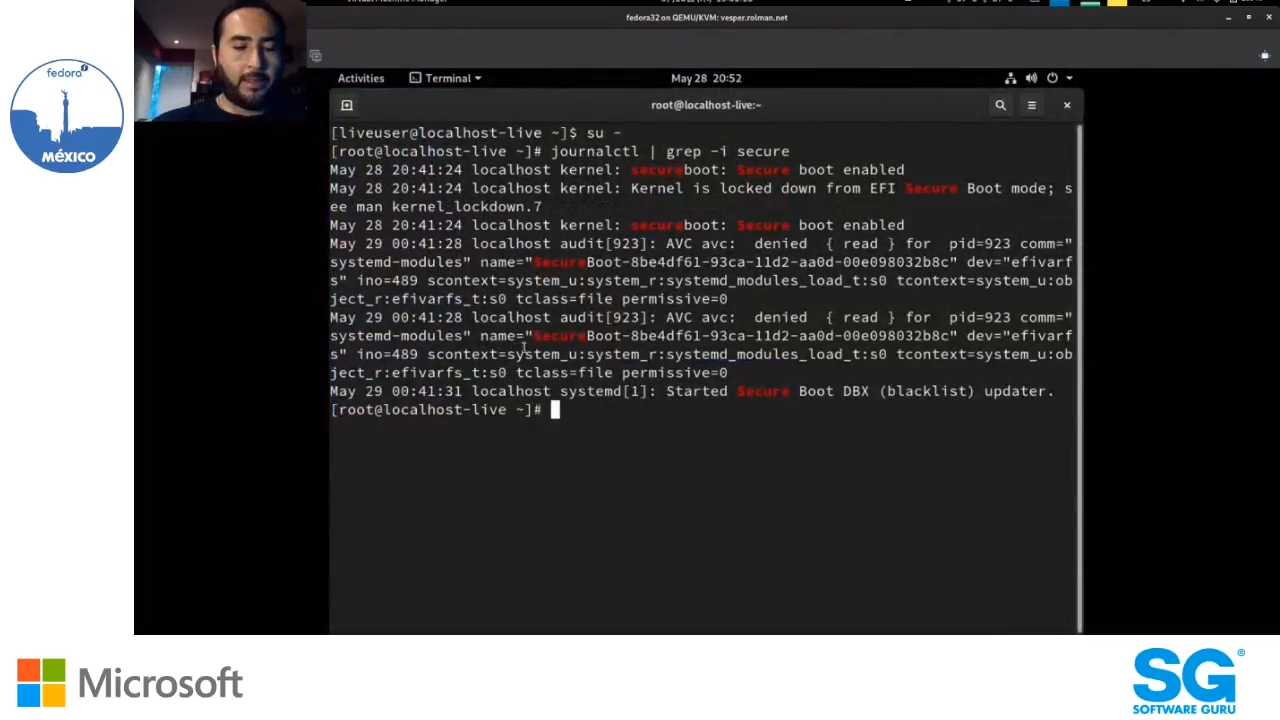 fedora
MÉXICO
fedora32 on QEMU/KVM: vesper.rolman.net
Activities
Terminal
May 28 20:52
root@localhost-live:~
[liveuser@localhost-live ~]$ su -
[root@localhost-live ~]# journalctl | grep -i secure
May 28 20:41:24 localhost kernel: secureboot: Secure boot enabled
May 28 20:41:24 localhost kernel: Kernel is locked down from EFI Secure Boot mode; s
ee man kernel_lockdown.7
May 28 20:41:24 localhost kernel: secureboot: Secure boot enabled
May 29 00:41:28 localhost audit[923]: AVC avc:  denied  { read } for  pid=923 comm="
systemd-modules" name="SecureBoot-8be4df61-93ca-11d2-aa0d-00e098032b8c" dev="efivarf
s" ino=489 scontext=system_u:system_r:systemd_modules_load_t:s0 tcontext=system_u:ob
ject_r:efivarfs_t:s0 tclass=file permissive=0
May 29 00:41:28 localhost audit[923]: AVC avc:  denied  { read } for  pid=923 comm="
systemd-modules" name="SecureBoot-8be4df61-93ca-11d2-aa0d-00e098032b8c" dev="efivarf
s" ino=489 scontext=system_u:system_r:systemd_modules_load_t:s0 tcontext=system_u:ob
ject_r:efivarfs_t:s0 tclass=file permissive=0
May 29 00:41:31 localhost systemd[1]: Started Secure Boot DBX (blacklist) updater.
[root@localhost-live ~]#
Microsoft
SG
SOFTWARE GURU